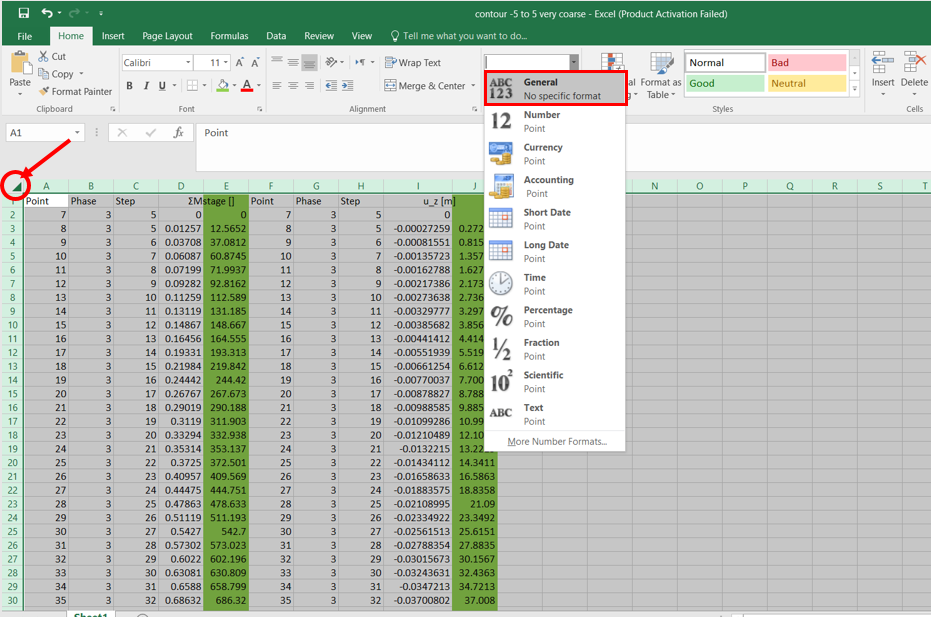 contour -5 to 5 very coarse - Excel (Product Activation Failed)
File Home Insert Page Layout Formulas Data Review View Tell me what you want to do...
Paste
Cut
Copy
Format Painter
Clipboard
Calibri 11 A A
B I U A
Font
Wrap Text
Merge & Center
Alignment
Format as
Table
Normal Bad
Good Neutral
Styles
Insert Delete
Cells
ABC
123
General
No specific format
12
Number
Point
Currency
Point
Accounting
Point
Short Date
Point
Long Date
Point
Time
Point
%
Percentage
Point
½
Fraction
Point
10²
Scientific
Point
ABC
Text
Point
More Number Formats...
A1 fx Point
A B C D E F G H I J N O P Q R S T
1 Point Phase Step ΣMstage [] Point Phase Step u_z [m]
2 7 3 5 0 0 7 3 5 0
3 8 3 5 0.01257 12.5652 8 3 5 -0.00027259 0.272
4 9 3 6 0.03708 37.0812 9 3 6 -0.00081551 0.815
5 10 3 7 0.06087 60.8745 10 3 7 -0.00135723 1.357
6 11 3 8 0.07199 71.9937 11 3 8 -0.00162788 1.627
7 12 3 9 0.09282 92.8162 12 3 9 -0.00217386 2.173
8 13 3 10 0.11259 112.589 13 3 10 -0.00273638 2.736
9 14 3 11 0.13119 131.185 14 3 11 -0.00329777 3.297
10 15 3 12 0.14867 148.667 15 3 12 -0.00385682 3.856
11 16 3 13 0.16456 164.555 16 3 13 -0.00441412 4.414
12 17 3 14 0.19331 193.313 17 3 14 -0.00551939 5.519
13 18 3 15 0.21984 219.842 18 3 15 -0.00661254 6.612
14 19 3 16 0.24442 244.42 19 3 16 -0.00770037 7.700
15 20 3 17 0.26767 267.673 20 3 17 -0.00878827 8.788
16 21 3 18 0.29019 290.188 21 3 18 -0.00988585 9.885
17 22 3 19 0.3119 311.903 22 3 19 -0.01099286 10.99
18 23 3 20 0.33294 332.938 23 3 20 -0.01210489 12.10
19 24 3 21 0.35314 353.137 24 3 21 -0.0132215 13.22
20 25 3 22 0.3725 372.501 25 3 22 -0.01434112 14.3411
21 26 3 23 0.40957 409.569 26 3 23 -0.01658633 16.5863
22 27 3 24 0.44475 444.751 27 3 24 -0.01883575 18.8358
23 28 3 25 0.47863 478.633 28 3 25 -0.02108995 21.09
24 29 3 26 0.51119 511.193 29 3 26 -0.02334922 23.3492
25 30 3 27 0.5427 542.7 30 3 27 -0.02561513 25.6151
26 31 3 28 0.57302 573.023 31 3 28 -0.02788354 27.8835
27 32 3 29 0.6022 602.196 32 3 29 -0.03015673 30.1567
28 33 3 30 0.63081 630.809 33 3 30 -0.03243631 32.4363
29 34 3 31 0.6588 658.799 34 3 31 -0.0347213 34.7213
30 35 3 32 0.68632 686.32 35 3 32 -0.03700802 37.008
Sheet1